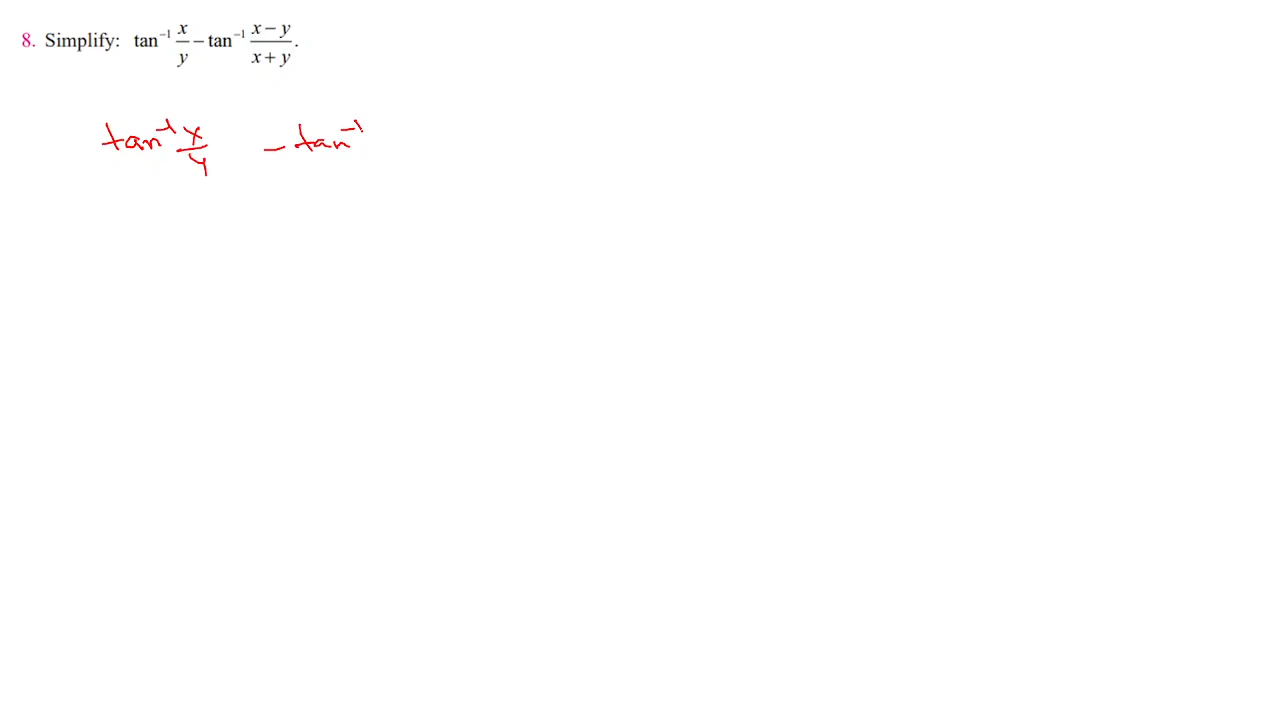 8. Simplify: tan⁻¹ x/y − tan⁻¹ (x − y)/(x + y).
tan⁻¹ x/y − tan⁻¹